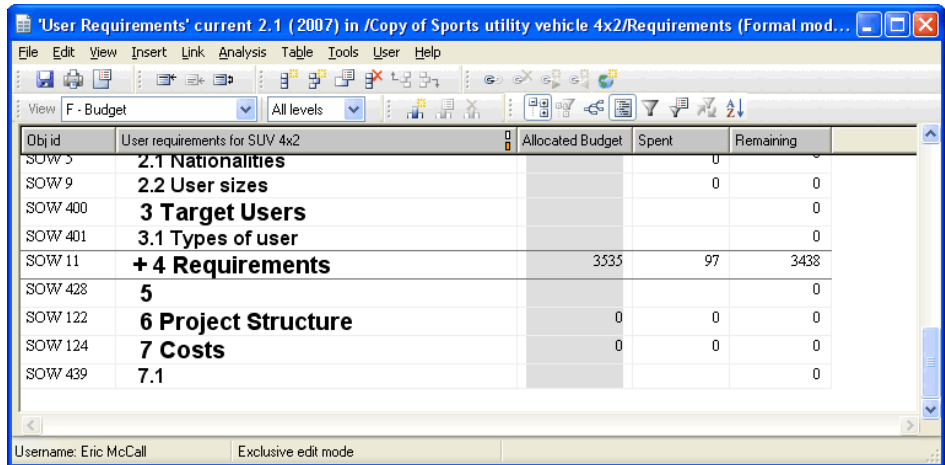 'User Requirements' current 2.1 (2007) in /Copy of Sports utility vehicle 4x2/Requirements (Formal mod...
File Edit View Insert Link Analysis Table Tools User Help
View F - Budget All levels
Obj id User requirements for SUV 4x2 Allocated Budget Spent Remaining
SOW 5 2.1 Nationalities 0 0
SOW 9 2.2 User sizes 0 0
SOW 400 3 Target Users 0
SOW 401 3.1 Types of user 0
SOW 11 + 4 Requirements 3535 97 3438
SOW 428 5 0
SOW 122 6 Project Structure 0 0 0
SOW 124 7 Costs 0 0 0
SOW 439 7.1 0
Username: Eric McCall Exclusive edit mode